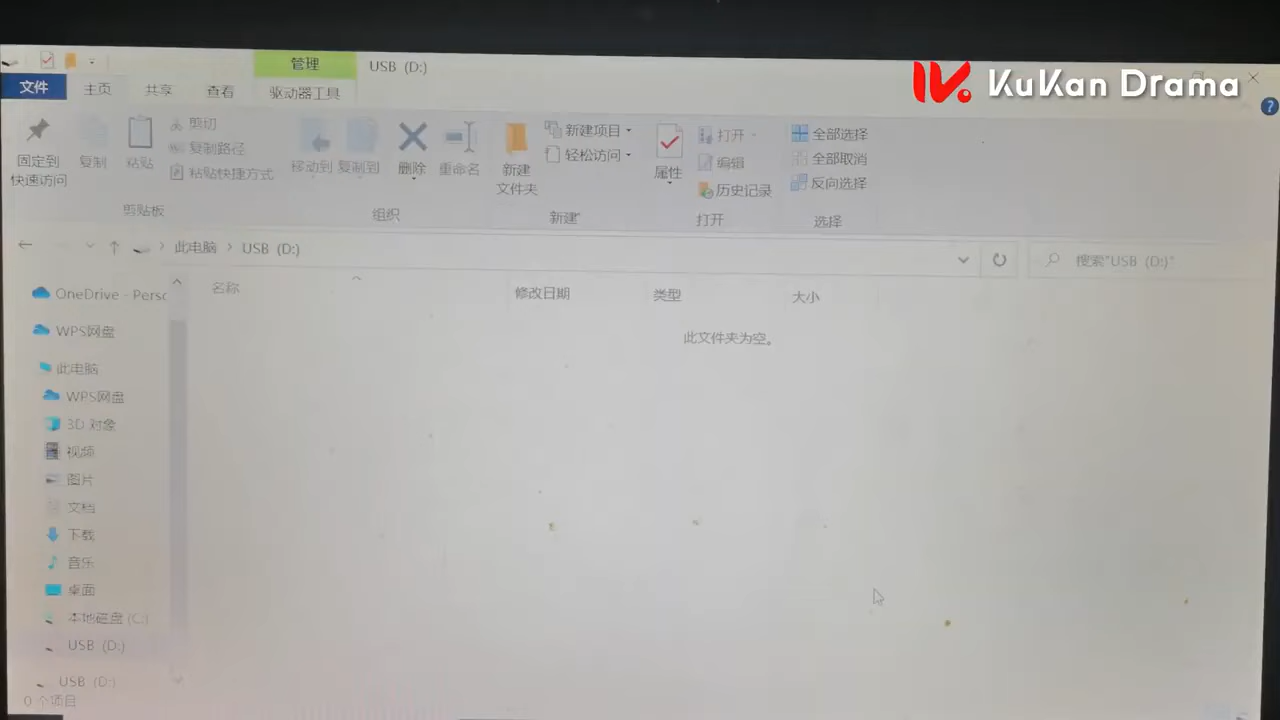 管理
USB (D:)
KuKan Drama
文件
主页
共享
查看
驱动器工具
固定到
快速访问
复制
粘贴
剪切
复制路径
粘贴快捷方式
剪贴板
移动到
复制到
删除
重命名
组织
新建
文件夹
新建项目
轻松访问
新建
属性
打开
编辑
历史记录
打开
全部选择
全部取消
反向选择
选择
此电脑 > USB (D:)
搜索"USB (D:)"
名称
修改日期
类型
大小
此文件夹为空。
OneDrive - Perso
WPS网盘
此电脑
WPS网盘
3D 对象
视频
图片
文档
下载
音乐
桌面
本地磁盘 (C:)
USB (D:)
USB (D:)
0 个项目